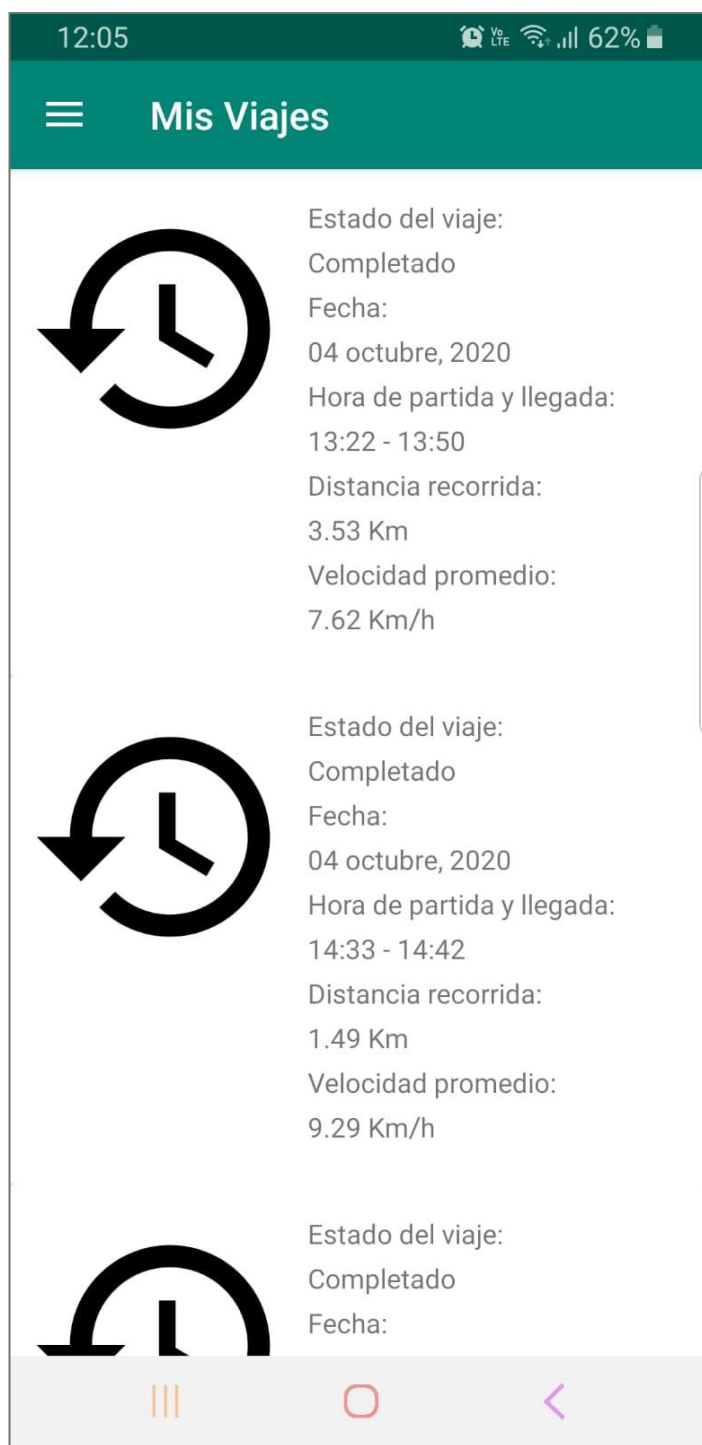 12:05 Vo LTE 62%
Mis Viajes
Estado del viaje:
Completado
Fecha:
04 octubre, 2020
Hora de partida y llegada:
13:22 - 13:50
Distancia recorrida:
3.53 Km
Velocidad promedio:
7.62 Km/h
Estado del viaje:
Completado
Fecha:
04 octubre, 2020
Hora de partida y llegada:
14:33 - 14:42
Distancia recorrida:
1.49 Km
Velocidad promedio:
9.29 Km/h
Estado del viaje:
Completado
Fecha: